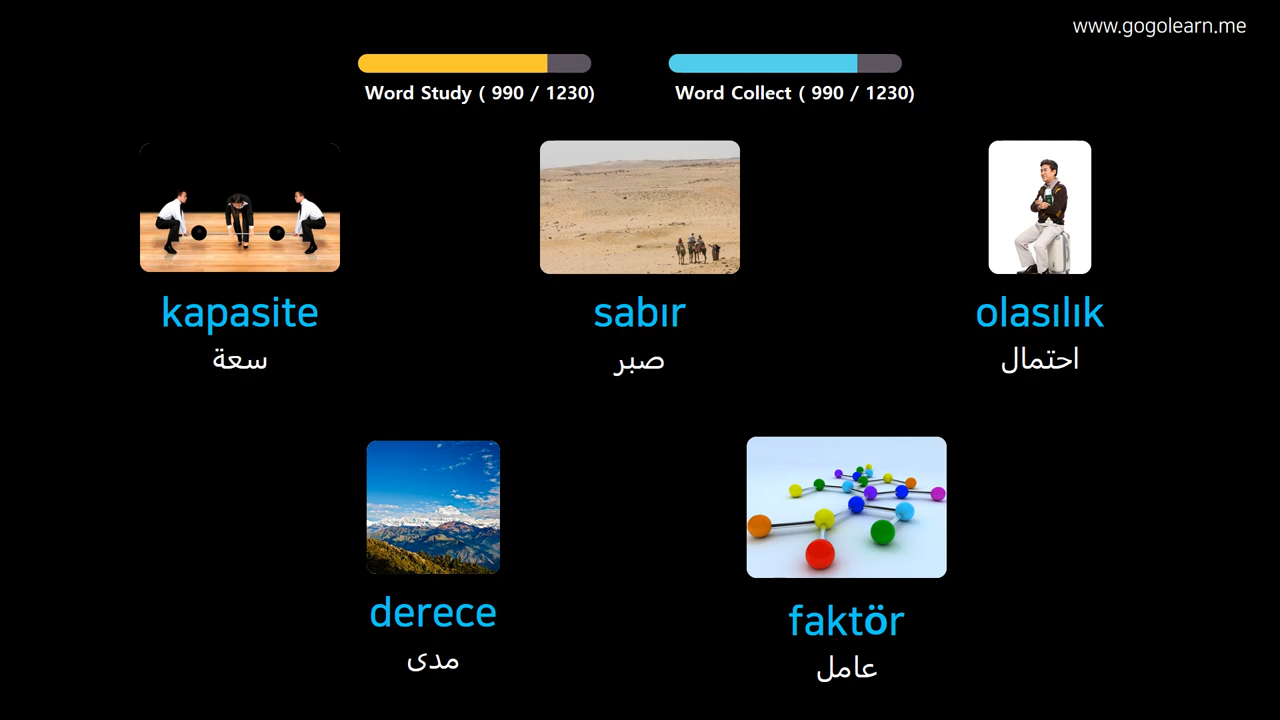 www.gogolearn.me
Word Study ( 990 / 1230)
Word Collect ( 990 / 1230)
kapasite
سعة
sabır
صبر
olasılık
احتمال
derece
مدى
faktör
عامل